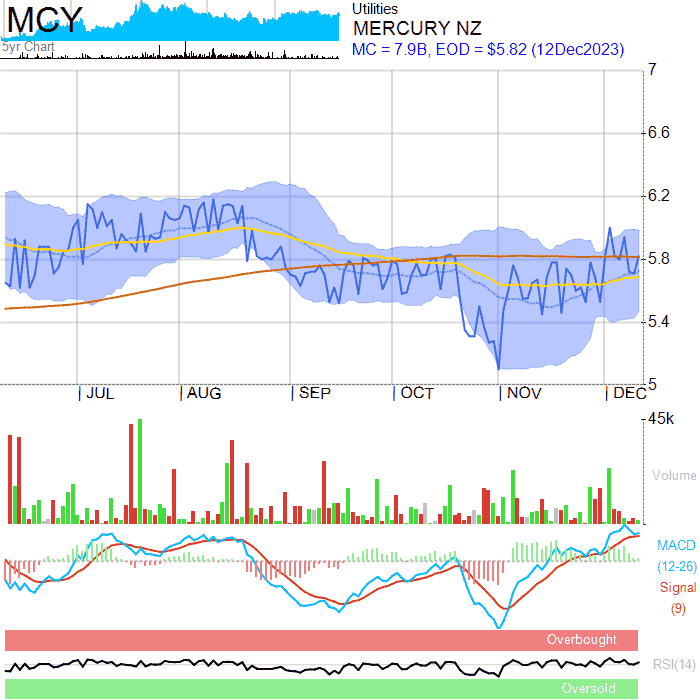 MCY
5yr Chart
Utilities
MERCURY NZ
MC = 7.9B, EOD = $5.82 (12Dec2023)
7
6.6
6.2
5.8
5.4
5
JUL AUG SEP OCT NOV DEC
45k
Volume
MACD
(12-26)
Signal
(9)
Overbought
RSI(14)
Oversold